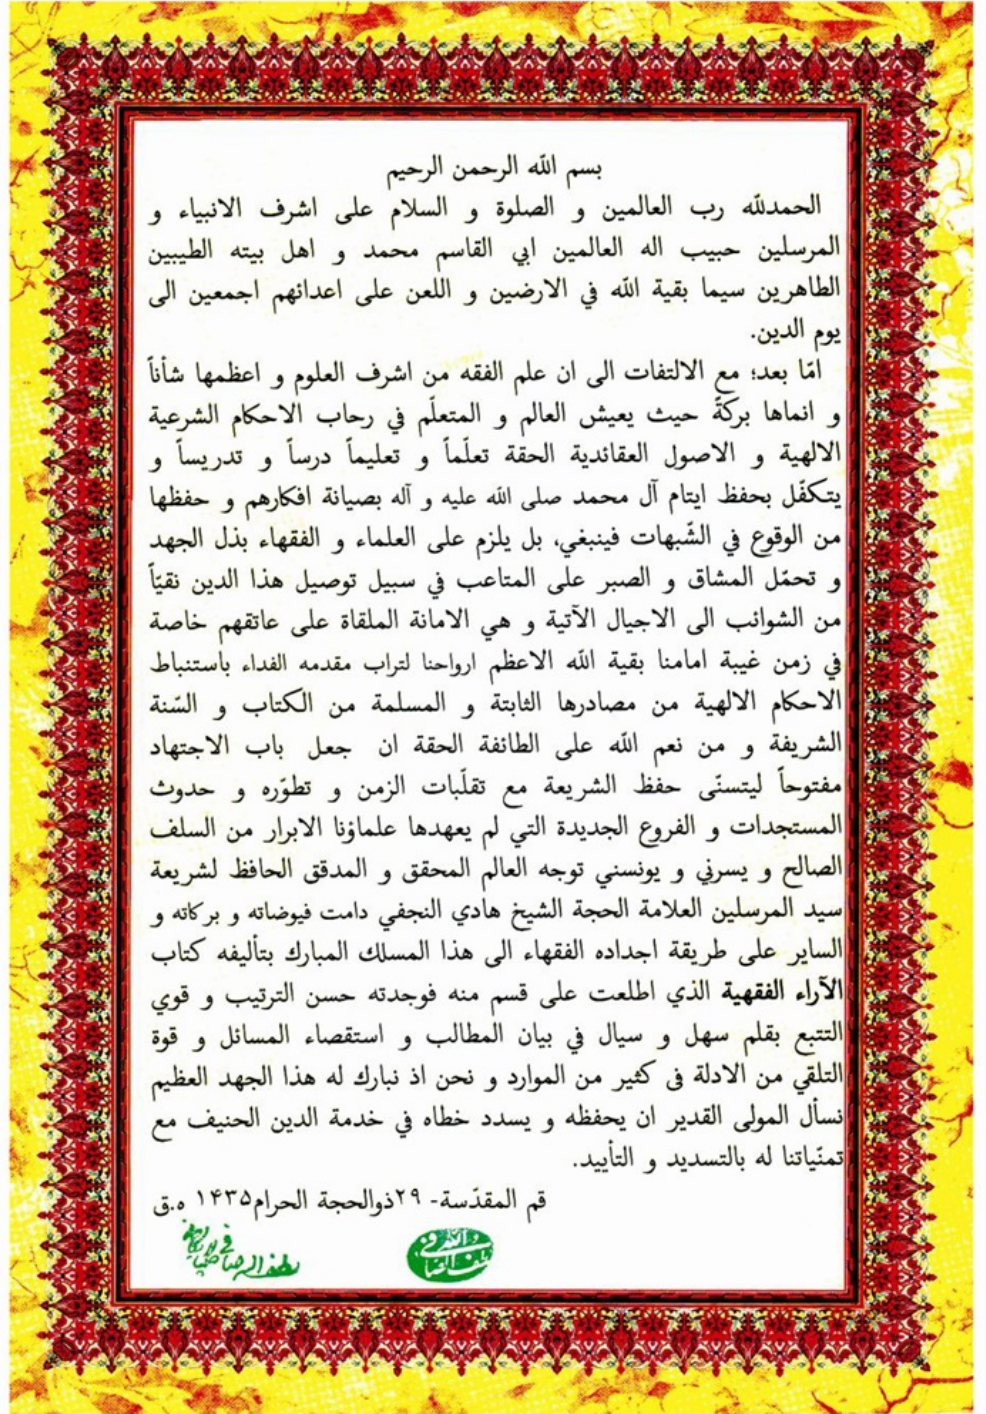 بسم الله الرحمن الرحيم
الحمدلله رب العالمين و الصلوة و السلام على اشرف الانبياء و
المرسلين حبيب اله العالمين ابي القاسم محمد و اهل بيته الطيبين
الطاهرين سيما بقية الله في الارضين و اللعن على اعدائهم اجمعين الى
يوم الدين.
امّا بعد؛ مع الالتفات الى ان علم الفقه من اشرف العلوم و اعظمها شأناً
و انماها بركةً حيث يعيش العالم و المتعلّم في رحاب الاحكام الشرعية
الالهية و الاصول العقائدية الحقة تعلّماً و تعليماً درساً و تدريساً و
يتكفّل بحفظ ايتام آل محمد صلى الله عليه و آله بصيانة افكارهم و حفظها
من الوقوع في الشّبهات فينبغي، بل يلزم على العلماء و الفقهاء بذل الجهد
و تحمّل المشاق و الصبر على المتاعب في سبيل توصيل هذا الدين نقيّاً
من الشوائب الى الاجيال الآتية و هي الامانة الملقاة على عاتقهم خاصة
في زمن غيبة امامنا بقية الله الاعظم ارواحنا لتراب مقدمه الفداء باستنباط
الاحكام الالهية من مصادرها الثابتة و المسلمة من الكتاب و السّنة
الشريفة و من نعم الله على الطائفة الحقة ان جعل باب الاجتهاد
مفتوحاً ليتسنّى حفظ الشريعة مع تقلّبات الزمن و تطوّره و حدوث
المستجدات و الفروع الجديدة التي لم يعهدها علماؤنا الابرار من السلف
الصالح و يسرني و يونسني توجه العالم المحقق و المدقق الحافظ لشريعة
سيد المرسلين العلامة الحجة الشيخ هادي النجفي دامت فيوضاته و بركاته و
الساير على طريقة اجداده الفقهاء الى هذا المسلك المبارك بتأليفه كتاب
الآراء الفقهية الذي اطلعت على قسم منه فوجدته حسن الترتيب و قوي
التتبع بقلم سهل و سيال في بيان المطالب و استقصاء المسائل و قوة
التلقي من الادلة فى كثير من الموارد و نحن اذ نبارك له هذا الجهد العظيم
نسأل المولى القدير ان يحفظه و يسدد خطاه في خدمة الدين الحنيف مع
تمنّياتنا له بالتسديد و التأييد.
قم المقدّسة- ۲۹ ذوالحجة الحرام ۱۴۳۵ ه.ق
لطف الله صافی
لطف الله الصافي